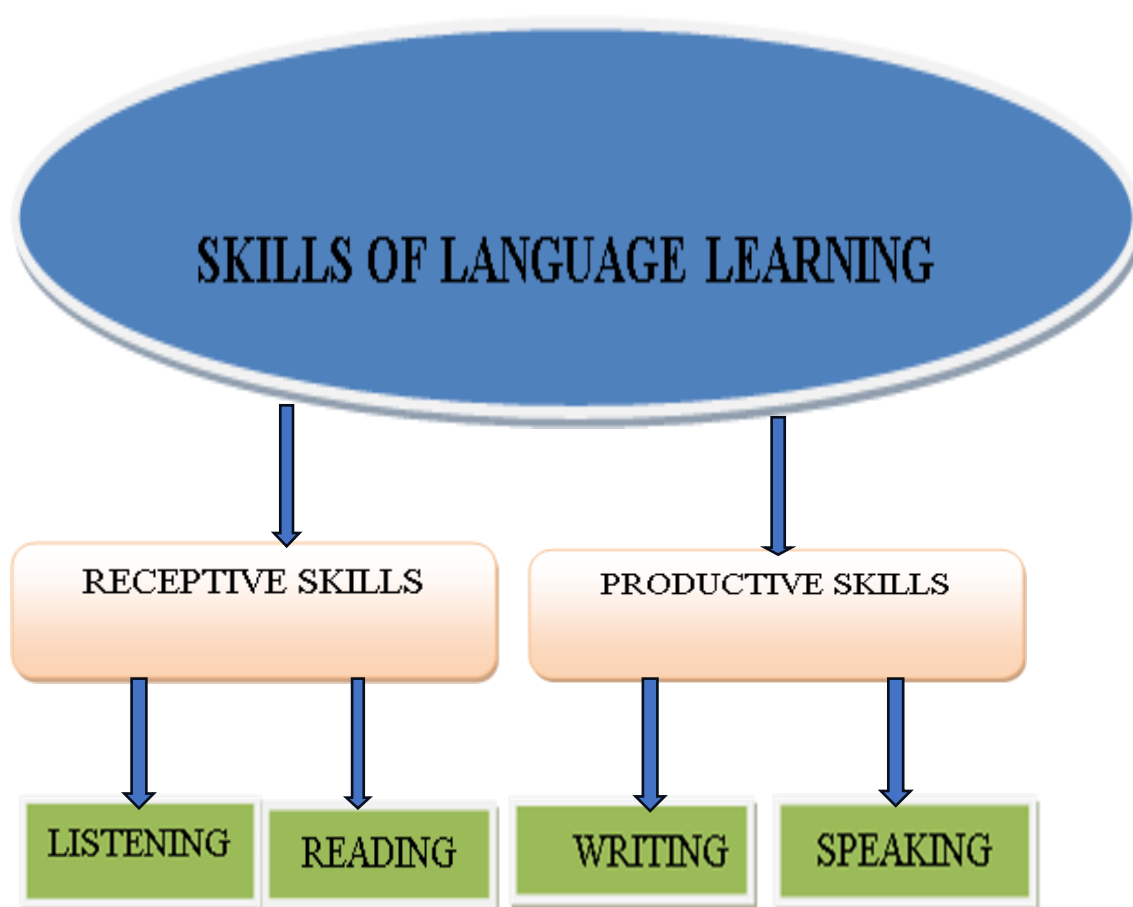 SKILLS OF LANGUAGE LEARNING
RECEPTIVE SKILLS
PRODUCTIVE SKILLS
LISTENING
READING
WRITING
SPEAKING